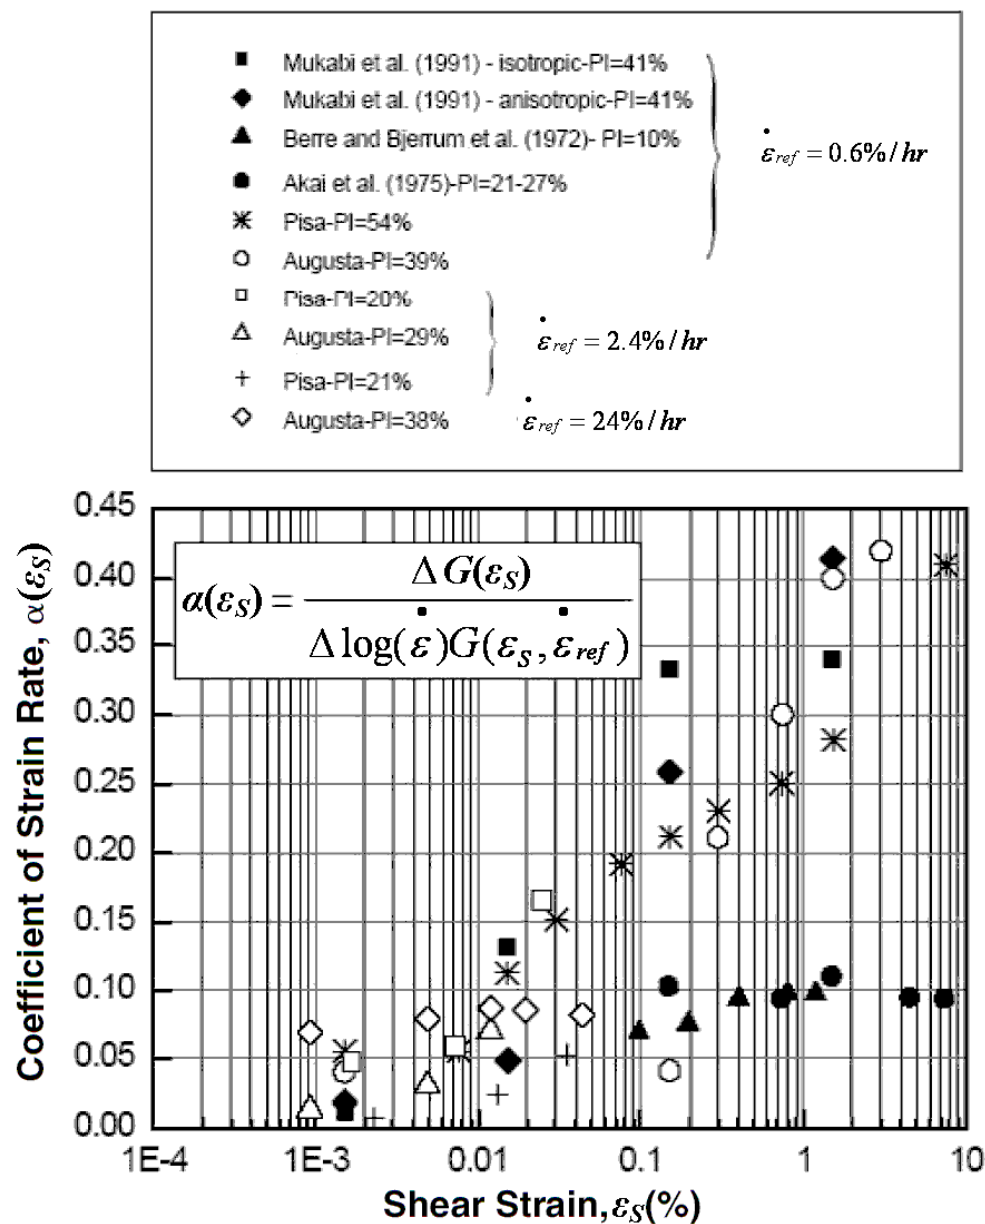 Mukabi et al. (1991) - isotropic-PI=41%
Mukabi et al. (1991) - anisotropic-PI=41%
Berre and Bjerrum et al. (1972)- PI=10%
ε̇ref = 0.6%/hr
Akai et al. (1975)-PI=21-27%
Pisa-PI=54%
Augusta-PI=39%
Pisa-PI=20%
Augusta-PI=29%
ε̇ref = 2.4%/hr
Pisa-PI=21%
Augusta-PI=38%
ε̇ref = 24%/hr
Coefficient of Strain Rate, α(εS)
0.45
0.40
0.35
0.30
0.25
0.20
0.15
0.10
0.05
0.00
α(εS) = ΔG(εS) / Δlog(ε̇)G(εS, ε̇ref)
1E-4 1E-3 0.01 0.1 1 10
Shear Strain, εS(%)